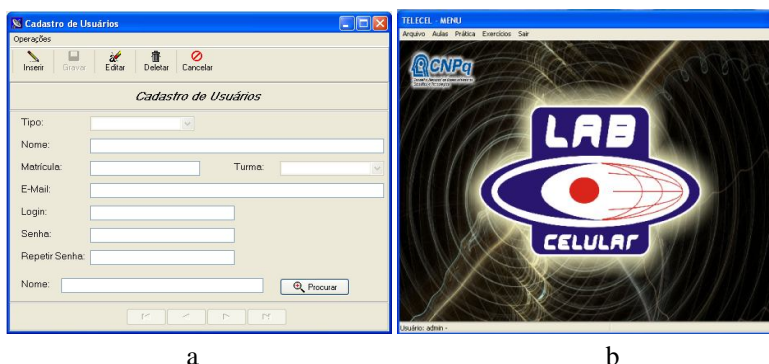 Cadastro de Usuários
Operações
Inserir Gravar Editar Deletar Cancelar
Cadastro de Usuários
Tipo:
Nome:
Matrícula: Turma:
E-Mail:
Login:
Senha:
Repetir Senha:
Nome: Procurar
a
TELECEL - MENU
Arquivo Aulas Prática Exercícios Sair
CNPq
LAB
CELULAR
Usuário: admin -
b